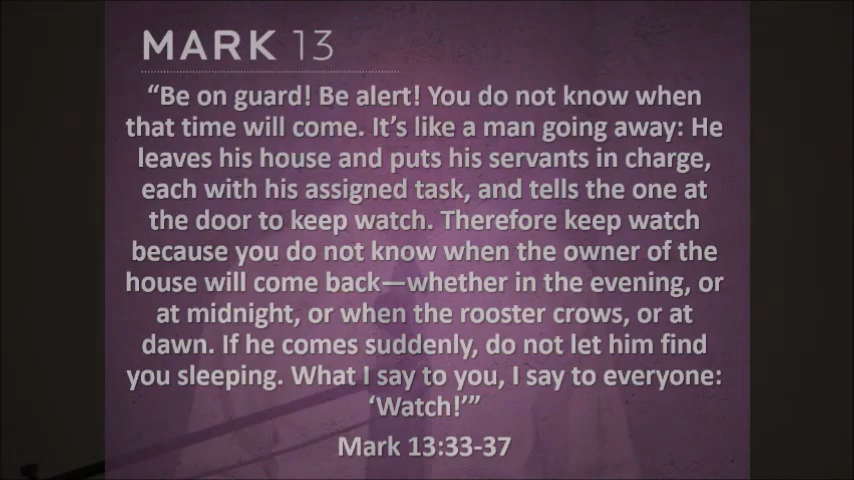 MARK 13
“Be on guard! Be alert! You do not know when
that time will come. It’s like a man going away: He
leaves his house and puts his servants in charge,
each with his assigned task, and tells the one at
the door to keep watch. Therefore keep watch
because you do not know when the owner of the
house will come back—whether in the evening, or
at midnight, or when the rooster crows, or at
dawn. If he comes suddenly, do not let him find
you sleeping. What I say to you, I say to everyone:
‘Watch!’”
Mark 13:33-37